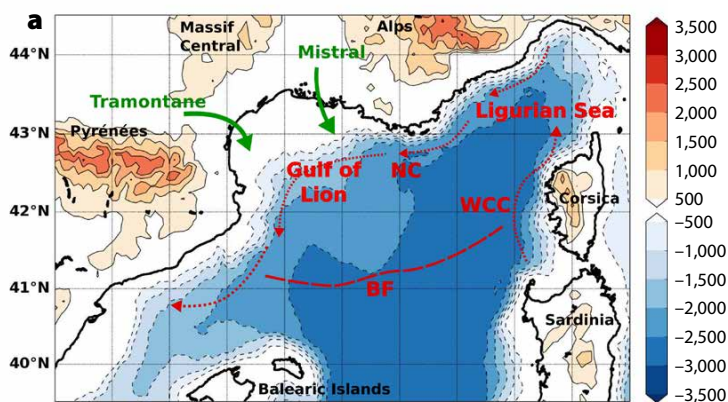 a
Massif
Central
Alps
Mistral
Tramontane
Pyrénées
Ligurian Sea
Gulf of
Lion
NC
WCC
Corsica
BF
Sardinia
Balearic Islands
44°N
43°N
42°N
41°N
40°N
3,500
3,000
2,500
2,000
1,500
1,000
500
−500
−1,000
−1,500
−2,000
−2,500
−3,000
−3,500